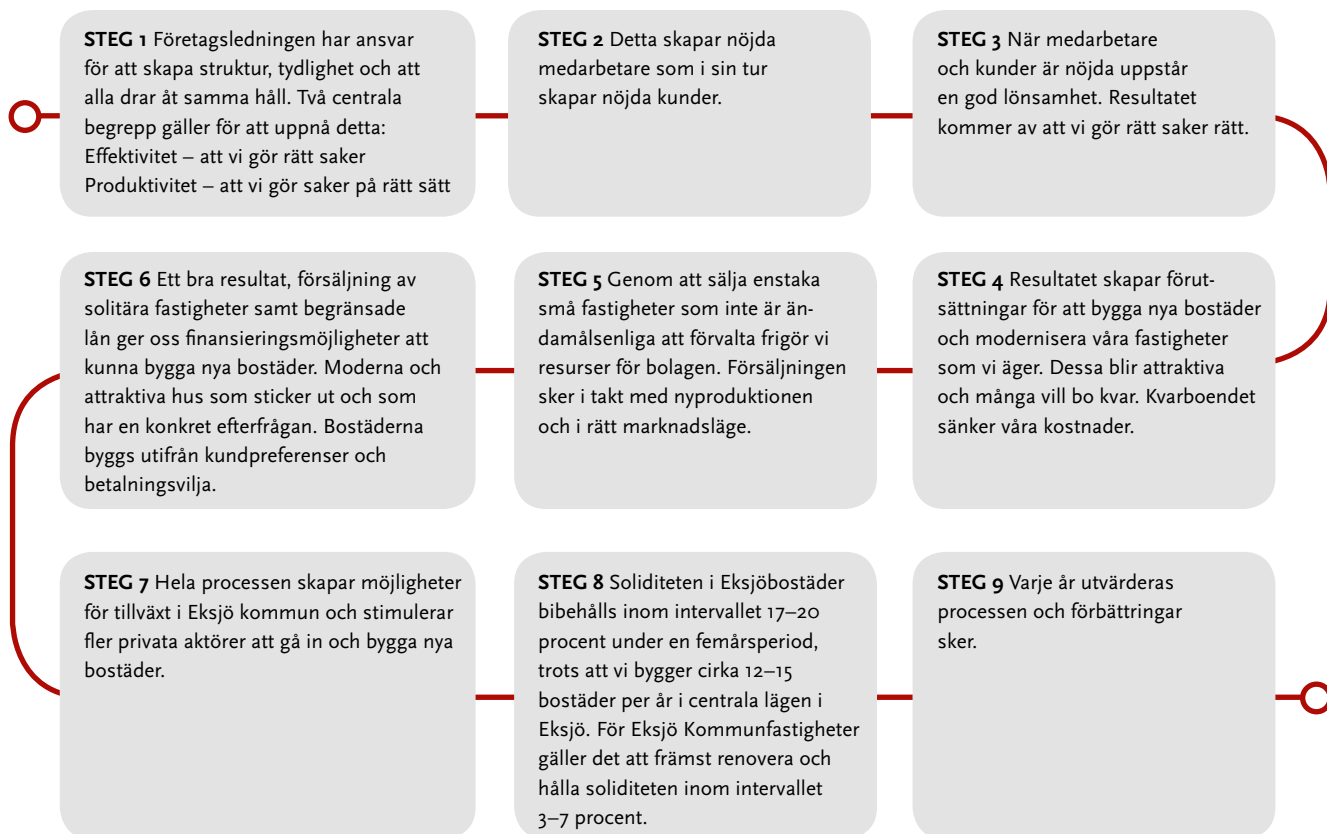 STEG 1 Företagsledningen har ansvar
för att skapa struktur, tydlighet och att
alla drar åt samma håll. Två centrala
begrepp gäller för att uppnå detta:
Effektivitet – att vi gör rätt saker
Produktivitet – att vi gör saker på rätt sätt
STEG 2 Detta skapar nöjda
medarbetare som i sin tur
skapar nöjda kunder.
STEG 3 När medarbetare
och kunder är nöjda uppstår
en god lönsamhet. Resultatet
kommer av att vi gör rätt saker rätt.
STEG 4 Resultatet skapar förut-
sättningar för att bygga nya bostäder
och modernisera våra fastigheter
som vi äger. Dessa blir attraktiva
och många vill bo kvar. Kvarboendet
sänker våra kostnader.
STEG 5 Genom att sälja enstaka
små fastigheter som inte är än-
damålsenliga att förvalta frigör vi
resurser för bolagen. Försäljningen
sker i takt med nyproduktionen
och i rätt marknadsläge.
STEG 6 Ett bra resultat, försäljning av
solitära fastigheter samt begränsade
lån ger oss finansieringsmöjligheter att
kunna bygga nya bostäder. Moderna och
attraktiva hus som sticker ut och som
har en konkret efterfrågan. Bostäderna
byggs utifrån kundpreferenser och
betalningsvilja.
STEG 7 Hela processen skapar möjligheter
för tillväxt i Eksjö kommun och stimulerar
fler privata aktörer att gå in och bygga nya
bostäder.
STEG 8 Soliditeten i Eksjöbostäder
bibehålls inom intervallet 17–20
procent under en femårsperiod,
trots att vi bygger cirka 12–15
bostäder per år i centrala lägen i
Eksjö. För Eksjö Kommunfastigheter
gäller det att främst renovera och
hålla soliditeten inom intervallet
3–7 procent.
STEG 9 Varje år utvärderas
processen och förbättringar
sker.